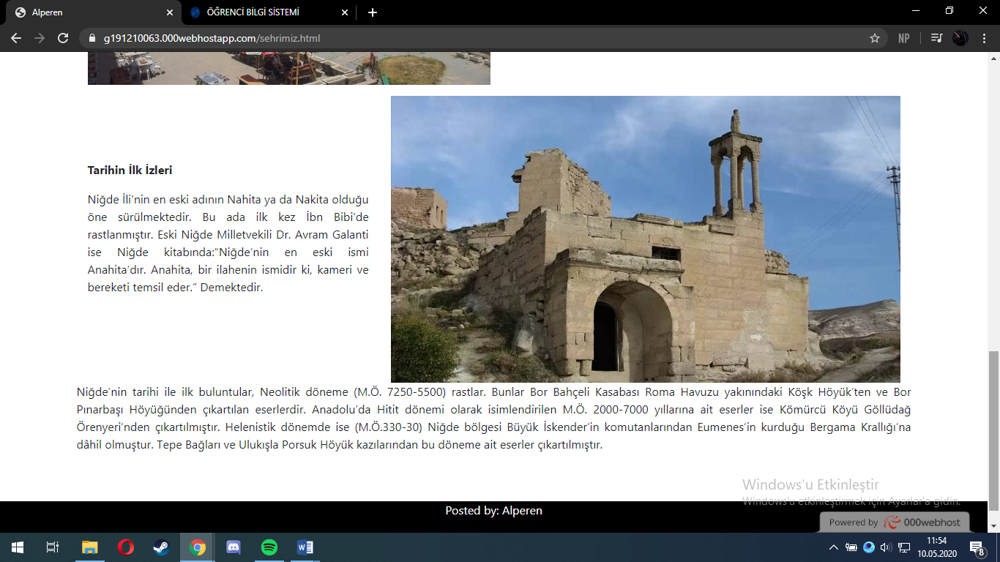 Alperen
ÖĞRENCİ BİLGİ SİSTEMİ
g191210063.000webhostapp.com/sehrimiz.html
NP
Tarihin İlk İzleri
Niğde İli'nin en eski adının Nahita ya da Nakita olduğu
öne sürülmektedir. Bu ada ilk kez İbn Bibi'de
rastlanmıştır. Eski Niğde Milletvekili Dr. Avram Galanti
ise Niğde kitabında:“Niğde’nin en eski ismi
Anahita’dır. Anahita, bir ilahenin ismidir ki, kameri ve
bereketi temsil eder.” Demektedir.
Niğde’nin tarihi ile ilk buluntular, Neolitik döneme (M.Ö. 7250-5500) rastlar. Bunlar Bor Bahçeli Kasabası Roma Havuzu yakınındaki Köşk Höyük’ten ve Bor
Pınarbaşı Höyüğünden çıkartılan eserlerdir. Anadolu’da Hitit dönemi olarak isimlendirilen M.Ö. 2000-7000 yıllarına ait eserler ise Kömürcü Köyü Göllüdağ
Örenyeri’nden çıkartılmıştır. Helenistik dönemde ise (M.Ö.330-30) Niğde bölgesi Büyük İskender’in komutanlarından Eumenes’in kurduğu Bergama Krallığı’na
dâhil olmuştur. Tepe Bağları ve Ulukışla Porsuk Höyük kazılarından bu döneme ait eserler çıkartılmıştır.
Windows'u Etkinleştir
Windows'u etkinleştirmek için Ayarlar'a gidin.
Posted by: Alperen
Powered by 000webhost
11:54
10.05.2020
8